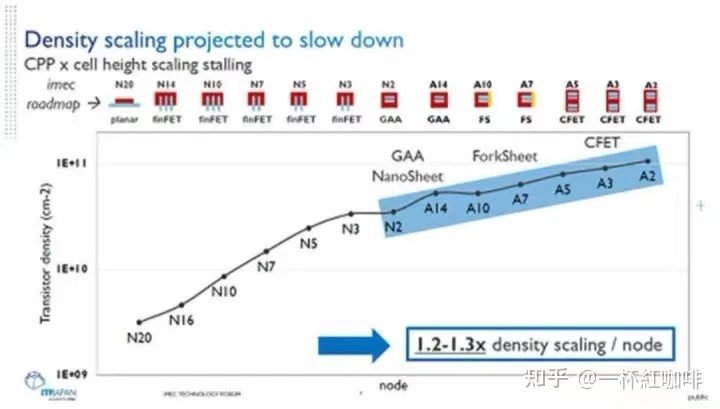 Density scaling projected to slow down
CPP x cell height scaling stalling
imec roadmap →
N20 N14 N10 N7 N5 N3 N2 A14 A10 A7 A5 A3 A2
planar finFET finFET finFET finFET finFET GAA GAA FS FS CFET CFET CFET
Transistor density (cm-2)
1E+11
1E+10
1E+09
GAA
NanoSheet
ForkSheet
CFET
N20
N16
N10
N7
N5
N3
N2
A14
A10
A7
A5
A3
A2
1.2-1.3x density scaling / node
node
知乎 @一杯紅咖啡
ITFJAPAN
IMEC TECHNOLOGY FORUM
7
public